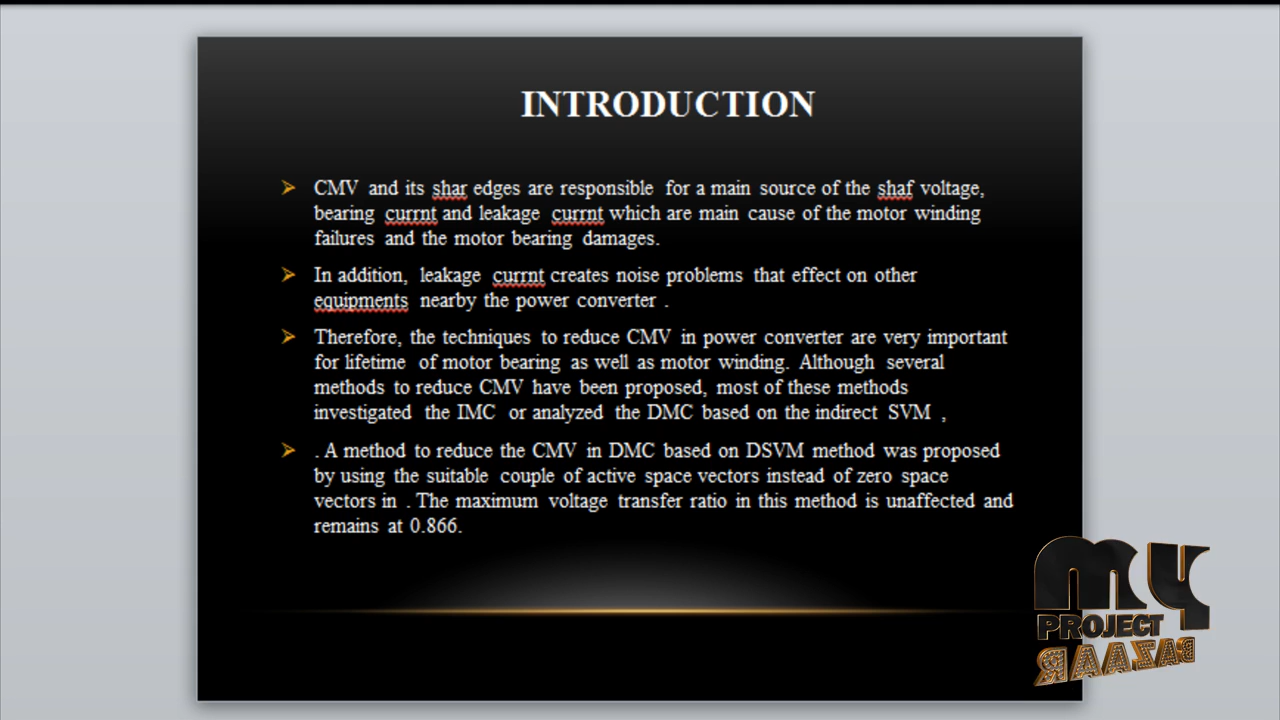 INTRODUCTION
CMV and its shar edges are responsible for a main source of the shaf voltage,
bearing currnt and leakage currnt which are main cause of the motor winding
failures and the motor bearing damages.
In addition, leakage currnt creates noise problems that effect on other
equipments nearby the power converter .
Therefore, the techniques to reduce CMV in power converter are very important
for lifetime of motor bearing as well as motor winding. Although several
methods to reduce CMV have been proposed, most of these methods
investigated the IMC or analyzed the DMC based on the indirect SVM ,
. A method to reduce the CMV in DMC based on DSVM method was proposed
by using the suitable couple of active space vectors instead of zero space
vectors in . The maximum voltage transfer ratio in this method is unaffected and
remains at 0.866.
my
PROJECT
BAZAAR